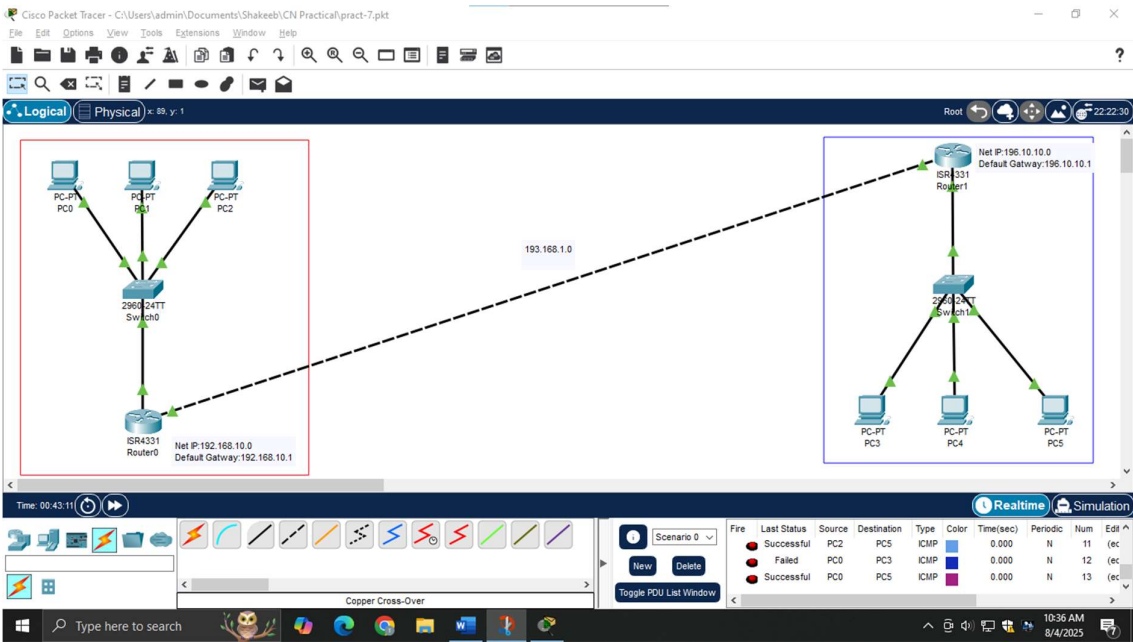 Cisco Packet Tracer - C:\Users\admin\Documents\Shakeeb\CN Practical\pract-7.pkt
File Edit Options View Tools Extensions Window Help
?
Logical Physical x: 89, y: 1 Root 22:22:30
Net IP:196.10.10.0
Default Gatway:196.10.10.1
ISR4331
Router1
PC-PT
PC0
PC-PT
PC1
PC-PT
PC2
193.168.1.0
2960-24TT
Switch0
2960-24TT
Switch1
ISR4331
Router0
Net IP:192.168.10.0
Default Gatway:192.168.10.1
PC-PT
PC3
PC-PT
PC4
PC-PT
PC5
Time: 00:43:11 Realtime Simulation
Scenario 0
New Delete
Toggle PDU List Window
Fire Last Status Source Destination Type Color Time(sec) Periodic Num Edit
Successful PC2 PC5 ICMP 0.000 N 11 (ec
Failed PC0 PC3 ICMP 0.000 N 12 (ec
Successful PC0 PC5 ICMP 0.000 N 13 (ec
Copper Cross-Over
Type here to search
10:36 AM
8/4/2025
7